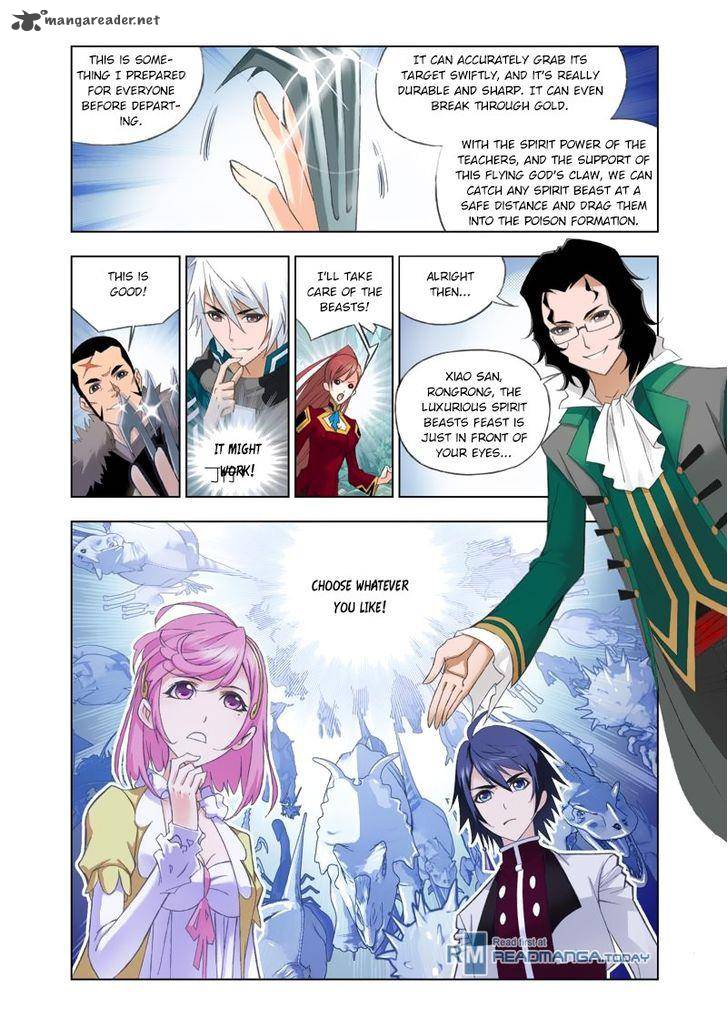 mangareader.net
THIS IS SOME-
THING I PREPARED
FOR EVERYONE
BEFORE DEPART-
ING.
IT CAN ACCURATELY GRAB ITS
TARGET SWIFTLY, AND IT'S REALLY
DURABLE AND SHARP. IT CAN EVEN
BREAK THROUGH GOLD.
WITH THE SPIRIT POWER OF THE
TEACHERS, AND THE SUPPORT OF
THIS FLYING GOD'S CLAW, WE CAN
CATCH ANY SPIRIT BEAST AT A
SAFE DISTANCE AND DRAG THEM
INTO THE POISON FORMATION.
THIS IS
GOOD!
IT MIGHT
WORK!
I'LL TAKE
CARE OF THE
BEASTS!
ALRIGHT
THEN...
XIAO SAN,
RONGRONG, THE
LUXURIOUS SPIRIT
BEASTS FEAST IS
JUST IN FRONT OF
YOUR EYES...
CHOOSE WHATEVER
YOU LIKE!
RM
Read first at
READMANGA.TODAY